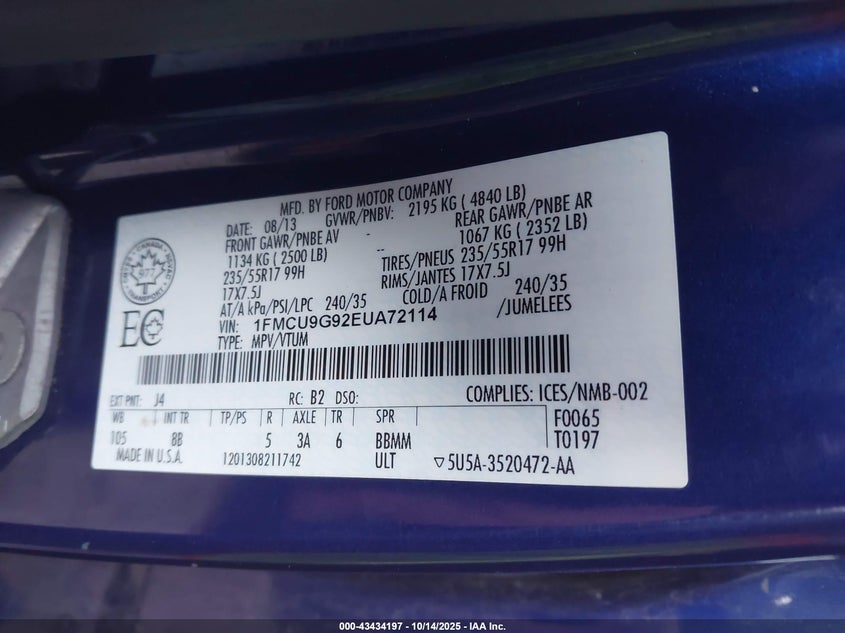 MFD. BY FORD MOTOR COMPANY
DATE: 08/13 GVWR/PNBV: 2195 KG ( 4840 LB)
FRONT GAWR/PNBE AV -- REAR GAWR/PNBE AR
1134 KG ( 2500 LB) -- 1067 KG ( 2352 LB)
235/55R17 99H TIRES/PNEUS 235/55R17 99H
17X7.5J RIMS/JANTES 17X7.5J
AT/A kPa/PSI/LPC 240/35 COLD/A FROID 240/35
VIN: 1FMCU9G92EUA72114 /JUMELEES
TYPE: MPV/VTUM
CANADA
TRANSPORT
977
EC
EXT PNT: J4 RC: B2 DSO: COMPLIES: ICES/NMB-002
WB INT TR TP/PS R AXLE TR SPR F0065
105 BB 5 3A 6 BBMM T0197
MADE IN U.S.A. 1201308211742 ULT ▽5U5A-3520472-AA
000-43434197 - 10/14/2025 - IAA Inc.